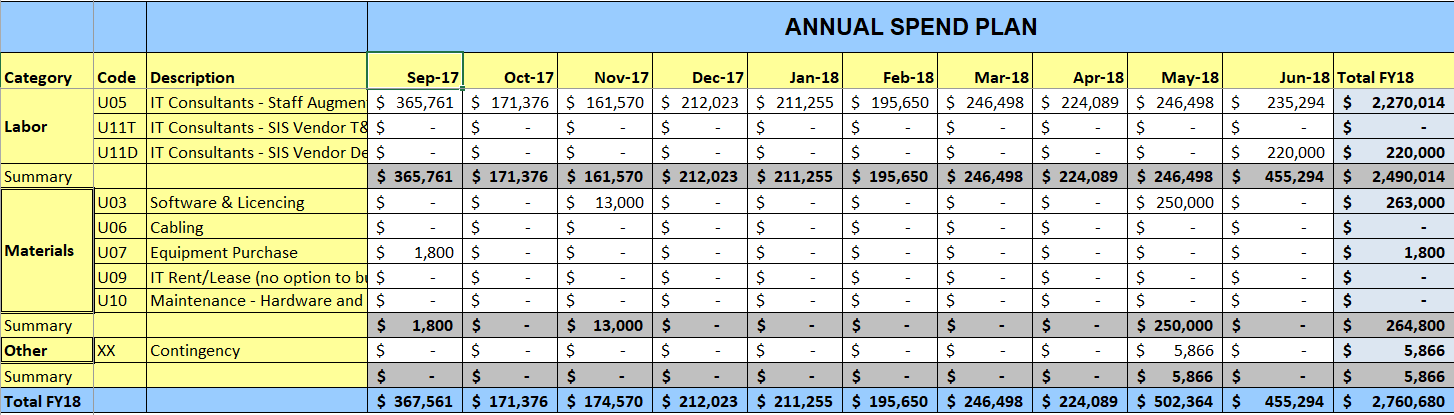 ANNUAL SPEND PLAN
Category Code Description Sep-17 Oct-17 Nov-17 Dec-17 Jan-18 Feb-18 Mar-18 Apr-18 May-18 Jun-18 Total FY18
Labor U05 IT Consultants - Staff Augmen $ 365,761 $ 171,376 $ 161,570 $ 212,023 $ 211,255 $ 195,650 $ 246,498 $ 224,089 $ 246,498 $ 235,294 $ 2,270,014
U11T IT Consultants - SIS Vendor T& $ - $ - $ - $ - $ - $ - $ - $ - $ - $ - $ -
U11D IT Consultants - SIS Vendor De $ - $ - $ - $ - $ - $ - $ - $ - $ - $ 220,000 $ 220,000
Summary $ 365,761 $ 171,376 $ 161,570 $ 212,023 $ 211,255 $ 195,650 $ 246,498 $ 224,089 $ 246,498 $ 455,294 $ 2,490,014
Materials U03 Software & Licencing $ - $ - $ 13,000 $ - $ - $ - $ - $ - $ 250,000 $ - $ 263,000
U06 Cabling $ - $ - $ - $ - $ - $ - $ - $ - $ - $ - $ -
U07 Equipment Purchase $ 1,800 $ - $ - $ - $ - $ - $ - $ - $ - $ - $ 1,800
U09 IT Rent/Lease (no option to bu $ - $ - $ - $ - $ - $ - $ - $ - $ - $ - $ -
U10 Maintenance - Hardware and $ - $ - $ - $ - $ - $ - $ - $ - $ - $ - $ -
Summary $ 1,800 $ - $ 13,000 $ - $ - $ - $ - $ - $ 250,000 $ - $ 264,800
Other XX Contingency $ - $ - $ - $ - $ - $ - $ - $ - $ 5,866 $ - $ 5,866
Summary $ - $ - $ - $ - $ - $ - $ - $ - $ 5,866 $ - $ 5,866
Total FY18 $ 367,561 $ 171,376 $ 174,570 $ 212,023 $ 211,255 $ 195,650 $ 246,498 $ 224,089 $ 502,364 $ 455,294 $ 2,760,680